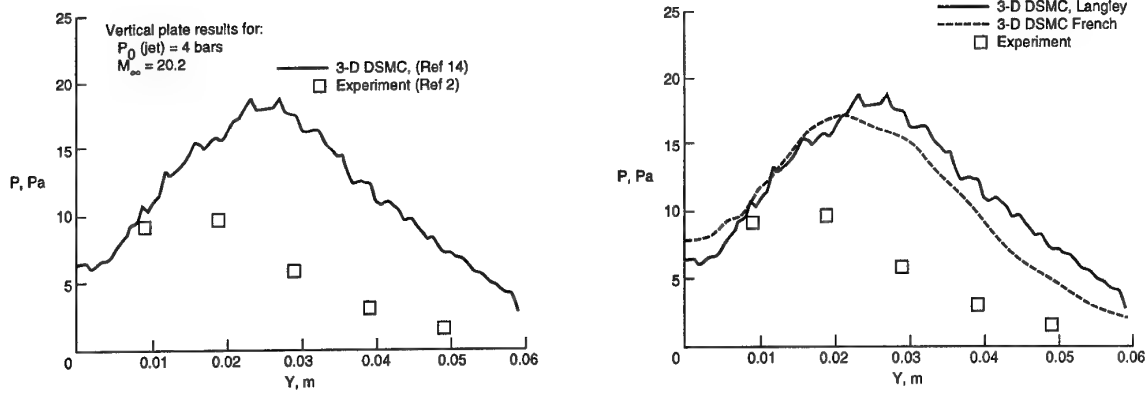 25
Vertical plate results for:
P0 (jet) = 4 bars
M∞ = 20.2
20
3-D DSMC, (Ref 14)
Experiment (Ref 2)
15
P, Pa
10
5
0
0.01
0.02
0.03
0.04
0.05
0.06
Y, m
3-D DSMC, Langley
3-D DSMC French
Experiment
25
20
15
P, Pa
10
5
0
0.01
0.02
0.03
0.04
0.05
0.06
Y, m